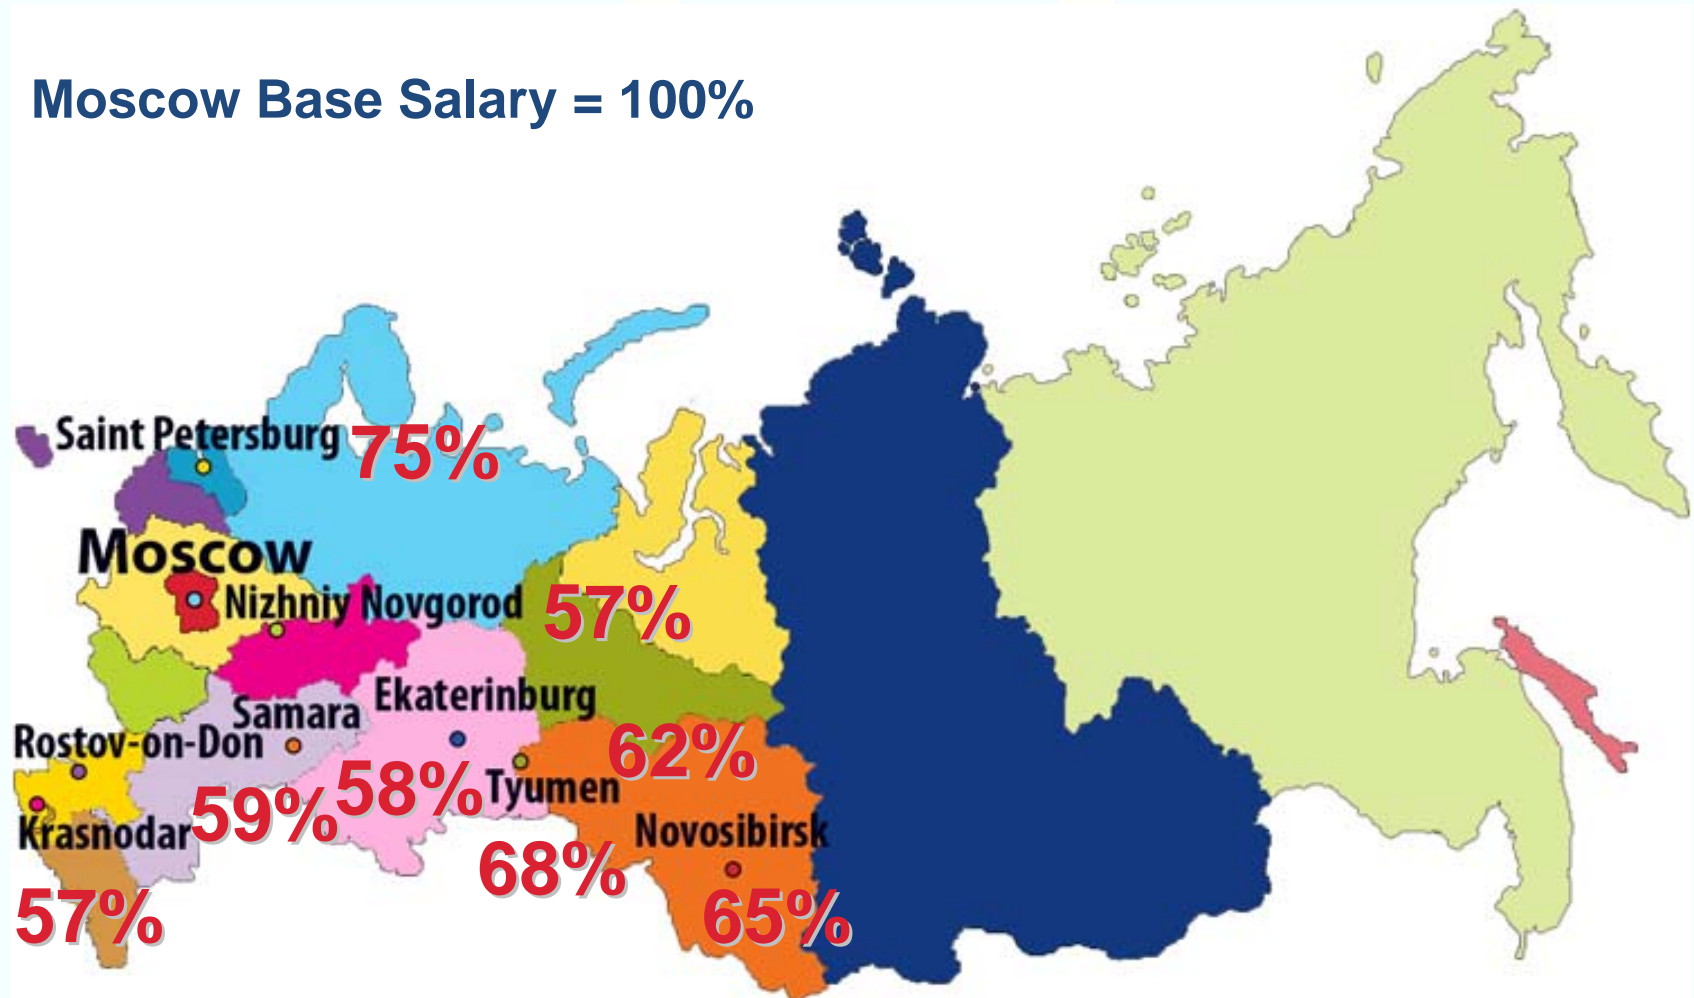 Moscow Base Salary = 100%
Saint Petersburg 75%
Moscow
Nizhniy Novgorod 57%
Ekaterinburg
Samara
Rostov-on-Don
62%
58%
Tyumen
59%
Krasnodar
Novosibirsk
68%
57%
65%